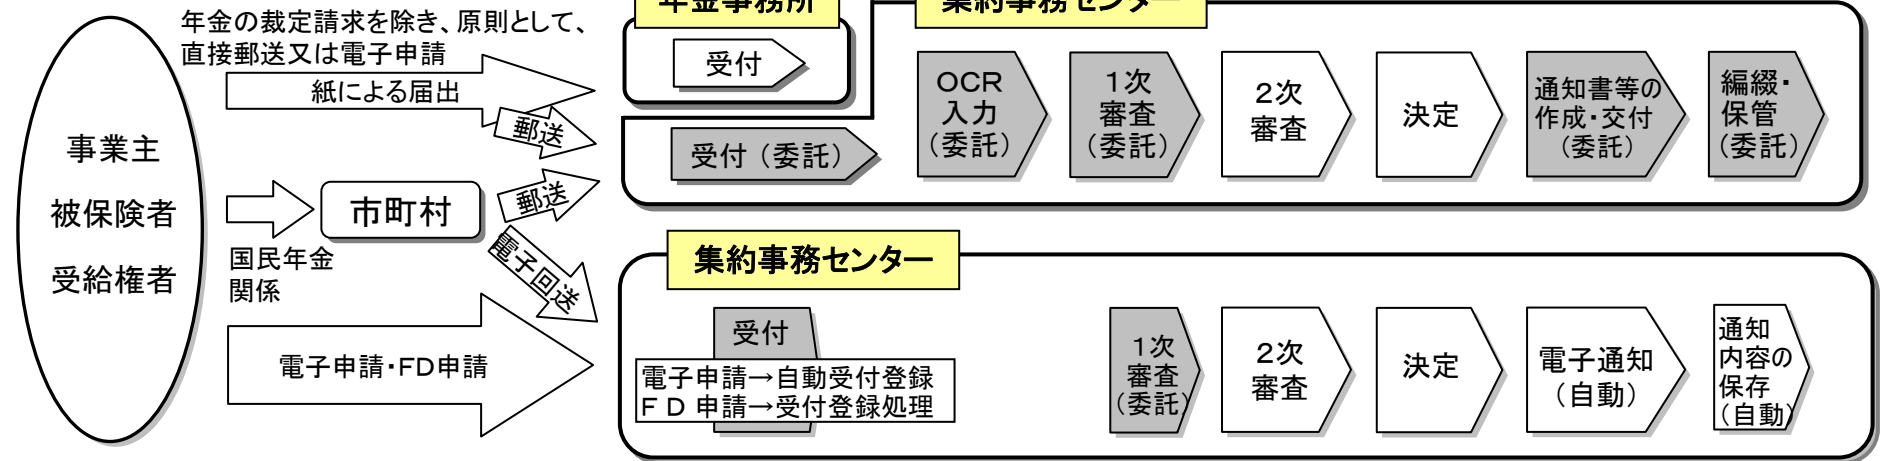 年金の裁定請求を除き、原則として、
直接郵送又は電子申請
紙による届出
郵送
事業主
被保険者
受給権者
市町村
郵送
国民年金
関係
電子回送
電子申請・FD申請
年金事務所
受付
集約事務センター
受付（委託）
OCR
入力
（委託）
1次
審査
（委託）
2次
審査
決定
通知書等の
作成・交付
（委託）
編綴・
保管
（委託）
集約事務センター
受付
電子申請→自動受付登録
FD申請→受付登録処理
1次
審査
（委託）
2次
審査
決定
電子通知
（自動）
通知
内容の
保存
（自動）